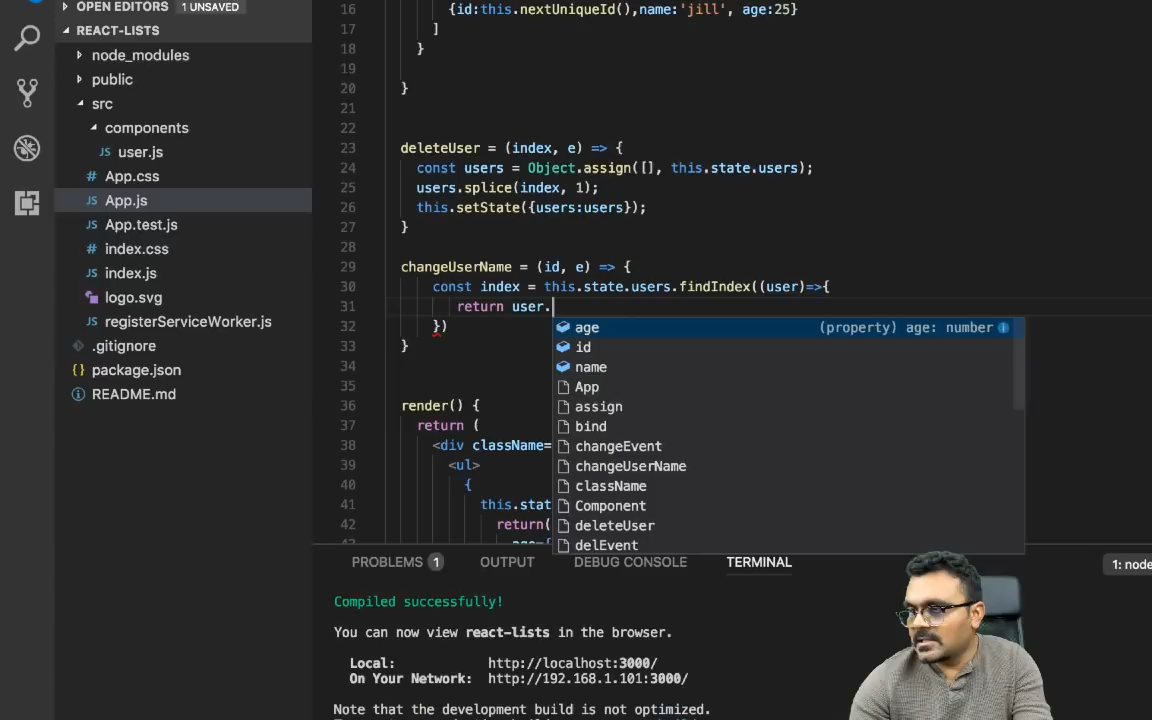 OPEN EDITORS 1 UNSAVED
REACT-LISTS
node_modules
public
src
components
JS user.js
# App.css
JS App.js
JS App.test.js
# index.css
JS index.js
logo.svg
JS registerServiceWorker.js
.gitignore
{} package.json
README.md
16 {id:this.nextUniqueId(),name:'jill', age:25}
17 ]
18 }
19
20 }
21
22
23 deleteUser = (index, e) => {
24 const users = Object.assign([], this.state.users);
25 users.splice(index, 1);
26 this.setState({users:users});
27 }
28
29 changeUserName = (id, e) => {
30 const index = this.state.users.findIndex((user)=>{
31 return user.
32 })
33 }
34
35
36 render() {
37 return (
38 <div className=
39 <ul>
40 {
41 this.stat
42 return(
age (property) age: number
id
name
App
assign
bind
changeEvent
changeUserName
className
Component
deleteUser
delEvent
PROBLEMS 1 OUTPUT DEBUG CONSOLE TERMINAL 1: node
Compiled successfully!
You can now view react-lists in the browser.
Local: http://localhost:3000/
On Your Network: http://192.168.1.101:3000/
Note that the development build is not optimized.